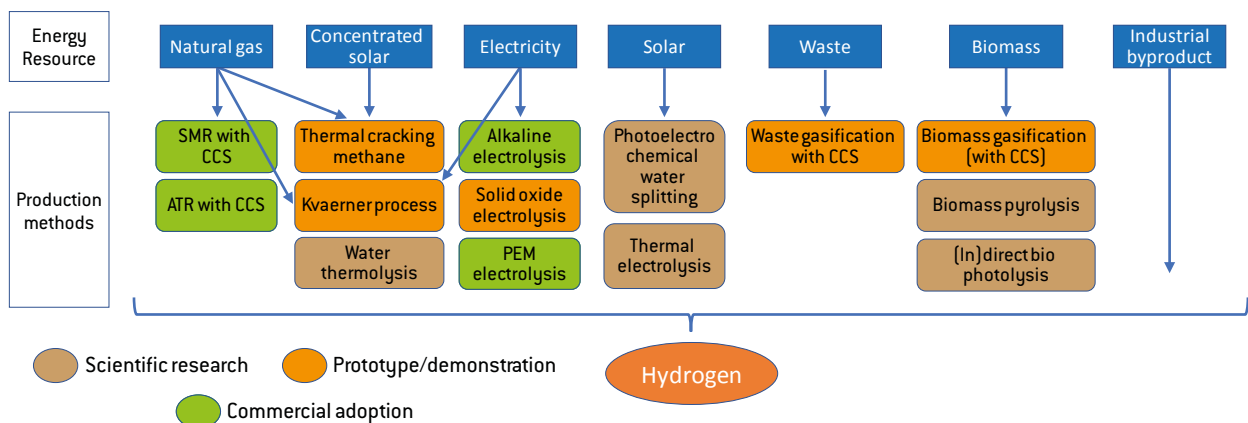 Energy
Resource
Natural gas
Concentrated
solar
Electricity
Solar
Waste
Biomass
Industrial
byproduct
Production
methods
SMR with
CCS
ATR with CCS
Thermal cracking
methane
Kvaerner process
Water
thermolysis
Alkaline
electrolysis
Solid oxide
electrolysis
PEM
electrolysis
Photoelectro
chemical
water
splitting
Thermal
electrolysis
Waste gasification
with CCS
Biomass gasification
(with CCS)
Biomass pyrolysis
(In)direct bio
photolysis
Scientific research
Prototype/demonstration
Commercial adoption
Hydrogen